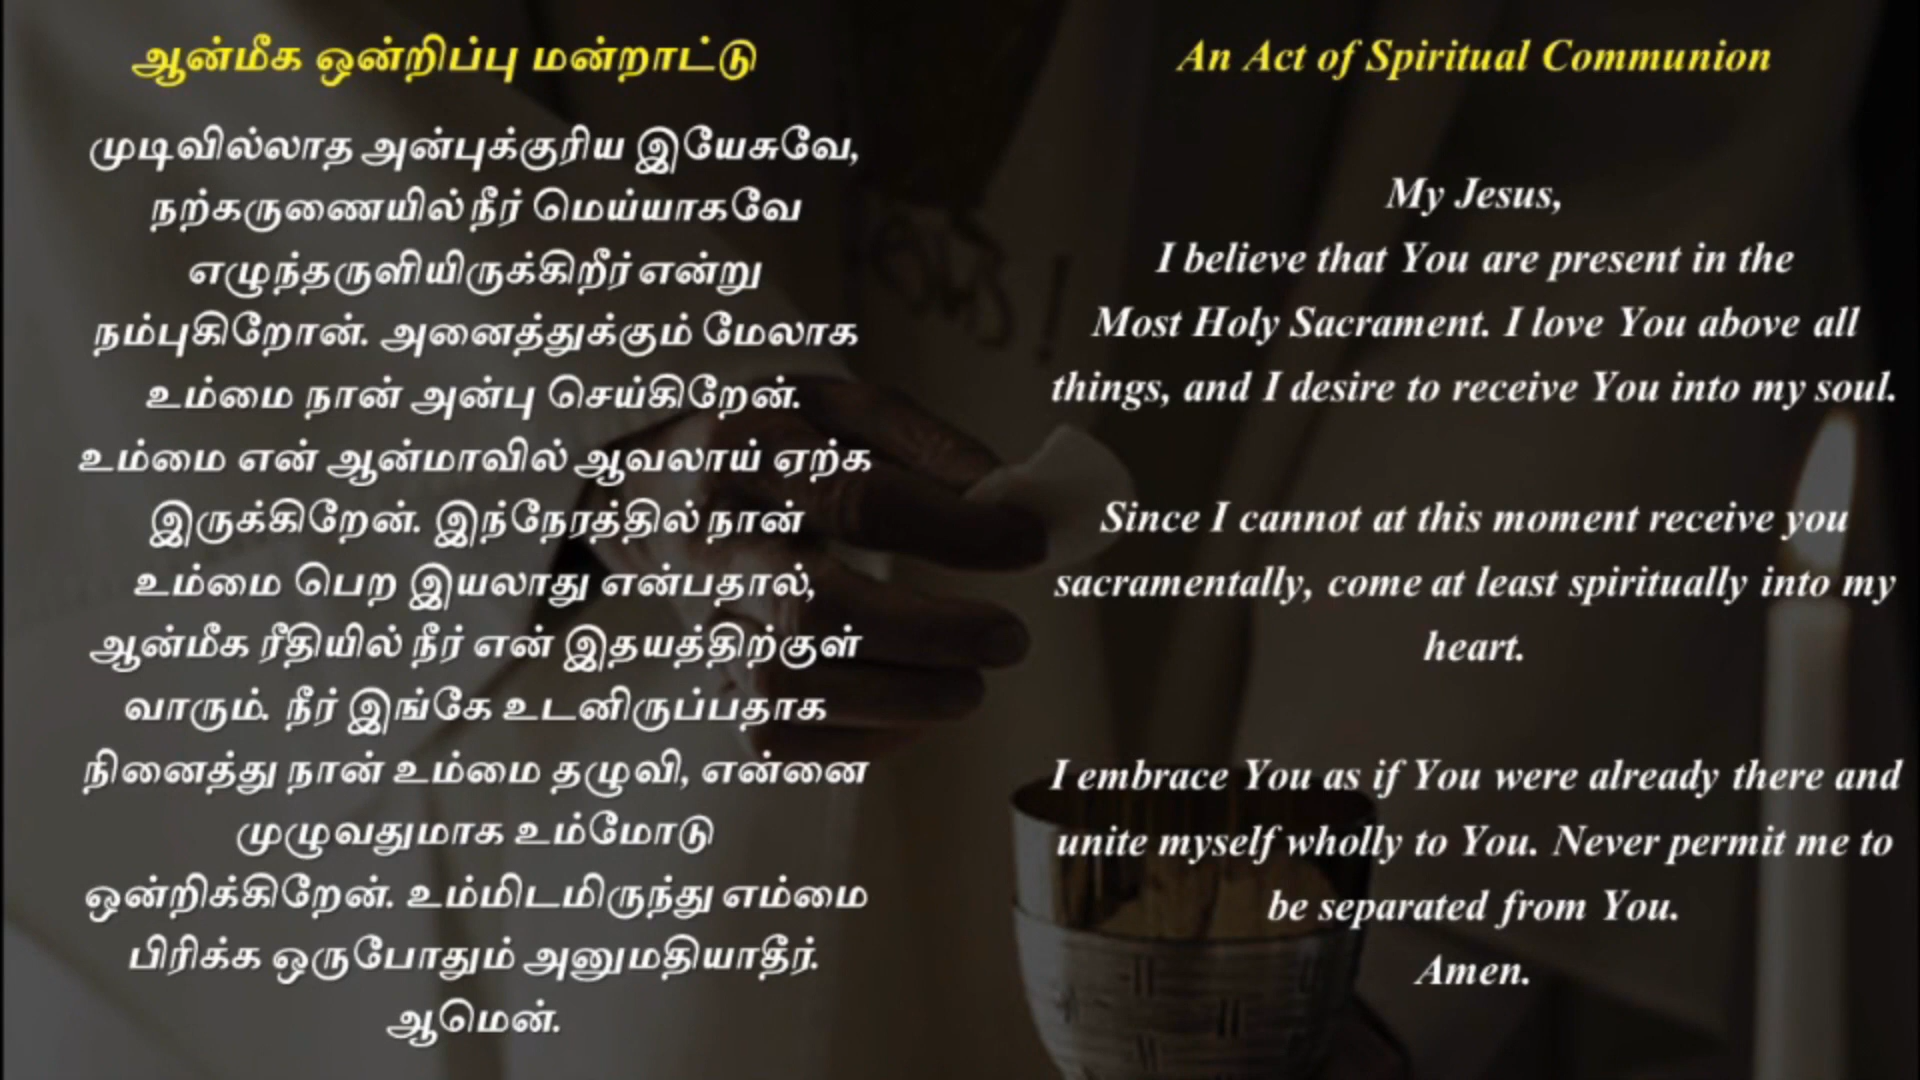 ஆன்மீக ஒன்றிப்பு மன்றாட்டு
முடிவில்லாத அன்புக்குரிய இயேசுவே,
நற்கருணையில் நீர் மெய்யாகவே
எழுந்தருளியிருக்கிறீர் என்று
நம்புகிறோன். அனைத்துக்கும் மேலாக
உம்மை நான் அன்பு செய்கிறேன்.
உம்மை என் ஆன்மாவில் ஆவலாய் ஏற்க
இருக்கிறேன். இந்நேரத்தில் நான்
உம்மை பெற இயலாது என்பதால்,
ஆன்மீக ரீதியில் நீர் என் இதயத்திற்குள்
வாரும். நீர் இங்கே உடனிருப்பதாக
நினைத்து நான் உம்மை தழுவி, என்னை
முழுவதுமாக உம்மோடு
ஒன்றிக்கிறேன். உம்மிடமிருந்து எம்மை
பிரிக்க ஒருபோதும் அனுமதியாதீர்.
ஆமென்.
An Act of Spiritual Communion
My Jesus,
I believe that You are present in the
Most Holy Sacrament. I love You above all
things, and I desire to receive You into my soul.
Since I cannot at this moment receive you
sacramentally, come at least spiritually into my
heart.
I embrace You as if You were already there and
unite myself wholly to You. Never permit me to
be separated from You.
Amen.